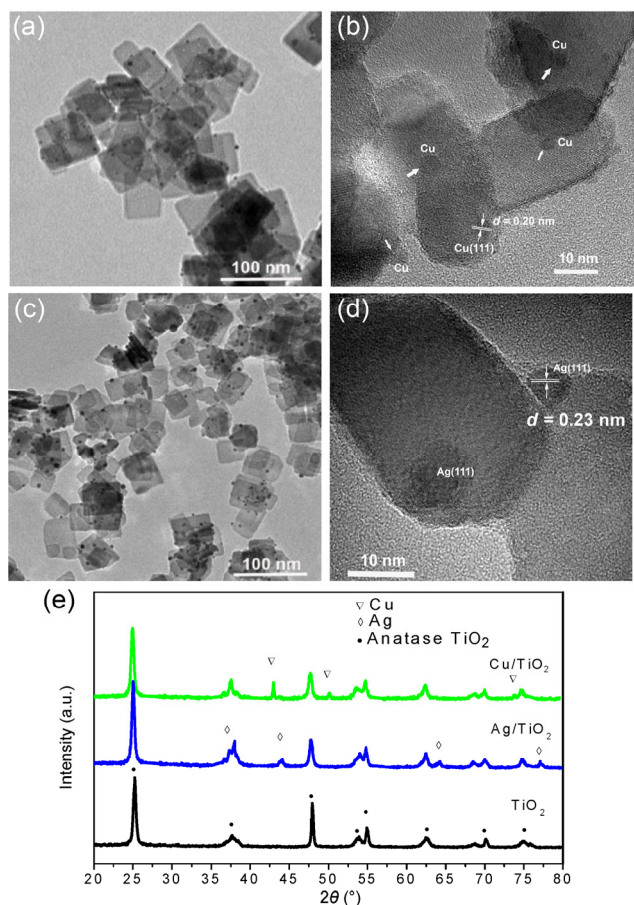 (a)
100 nm
(b)
Cu
Cu
Cu
d = 0.20 nm
Cu(111)
Cu
10 nm
(c)
100 nm
(d)
Ag(111)
d = 0.23 nm
Ag(111)
10 nm
(e)
▽ Cu
◊ Ag
• Anatase TiO₂
Cu/TiO₂
Ag/TiO₂
TiO₂
Intensity (a.u.)
20 25 30 35 40 45 50 55 60 65 70 75 80
2θ (°)